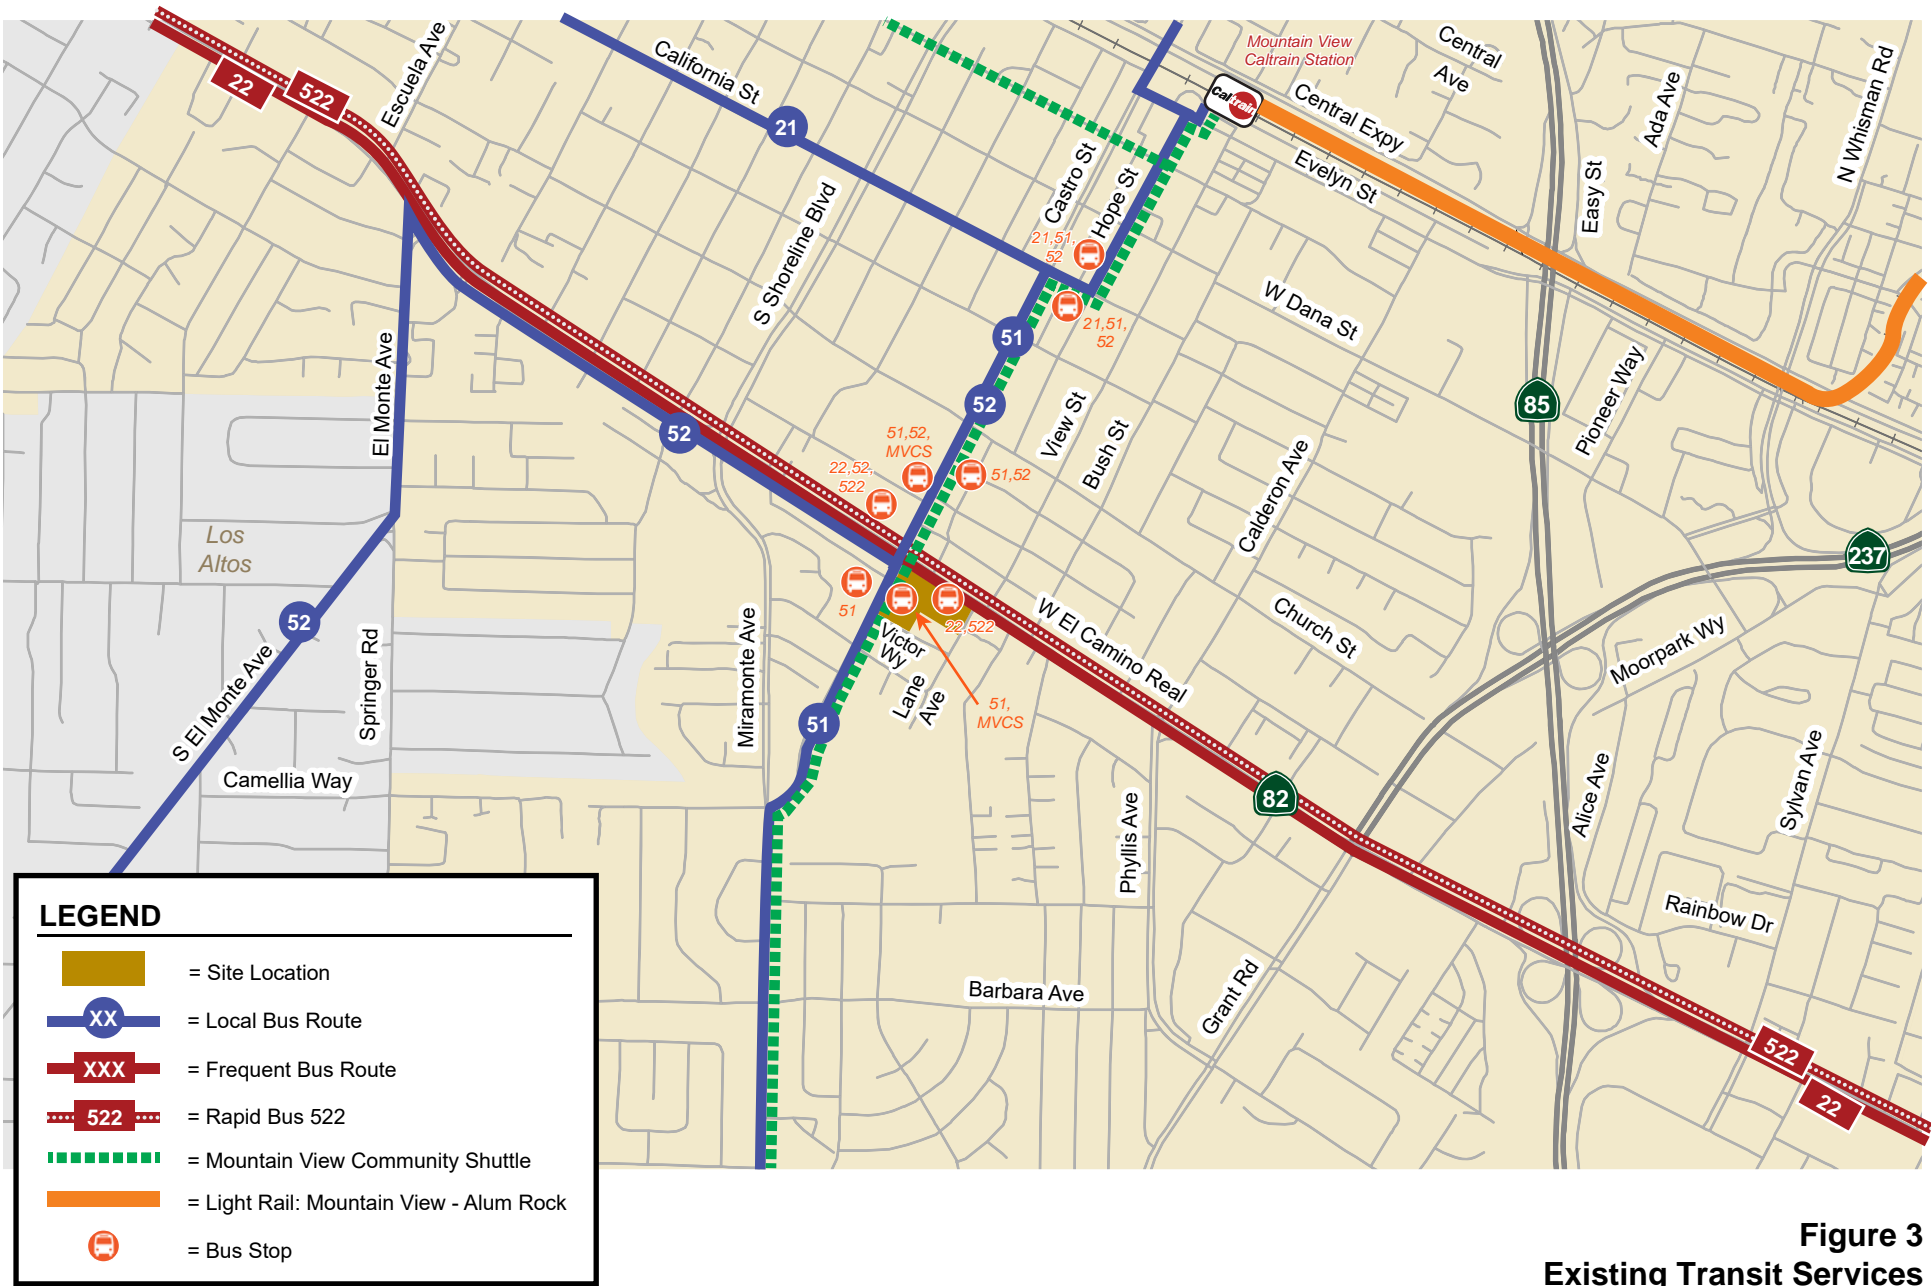 22
522
Escuela Ave
California St
21
S Shoreline Blvd
Castro St
Hope St
Mountain View
Caltrain Station
Caltrain
Central Expy
Evelyn St
Central
Ave
Ada Ave
Easy St
N Whisman Rd
21,51,
52
21,51,
52
W Dana St
51
52
El Monte Ave
52
51,52,
MVCS
51,52
22,52,
522
View St
Bush St
Calderon Ave
85
Pioneer Way
237
Los
Altos
51
22,522
51,
MVCS
Victor
Wy
Lane
Ave
W El Camino Real
Church St
Moorpark Wy
52
S El Monte Ave
Springer Rd
Miramonte Ave
51
Camellia Way
82
Phyllis Ave
Alice Ave
Sylvan Ave
Rainbow Dr
Barbara Ave
Grant Rd
522
22
LEGEND
= Site Location
XX
= Local Bus Route
XXX
= Frequent Bus Route
522
= Rapid Bus 522
= Mountain View Community Shuttle
= Light Rail: Mountain View - Alum Rock
= Bus Stop
Figure 3
Existing Transit Services